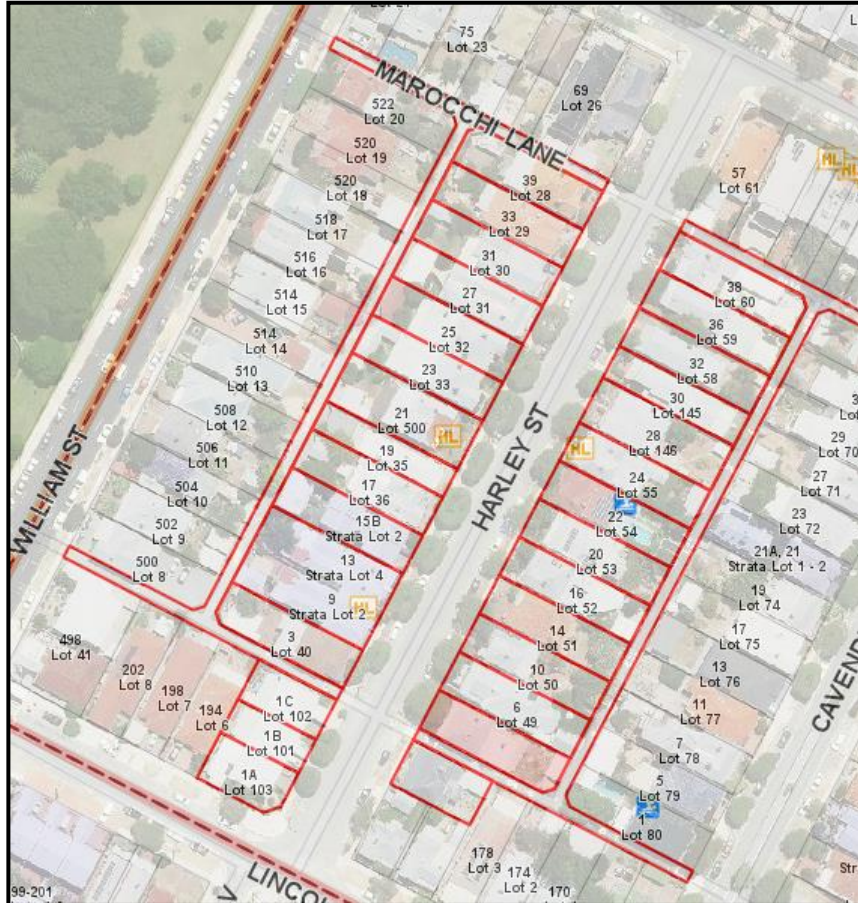 75
Lot 23
MAROCCHI LANE
69
Lot 26
522
Lot 20
520
Lot 19
520
Lot 18
518
Lot 17
516
Lot 16
514
Lot 15
514
Lot 14
510
Lot 13
508
Lot 12
506
Lot 11
504
Lot 10
502
Lot 9
500
Lot 8
WILLIAM ST
39
Lot 28
33
Lot 29
31
Lot 30
27
Lot 31
25
Lot 32
23
Lot 33
21
Lot 500
HL
19
Lot 35
17
Lot 36
15B
Strata Lot 2
13
Strata Lot 4
9
Strata Lot 2
HL
3
Lot 40
1C
Lot 102
1B
Lot 101
1A
Lot 103
498
Lot 41
202
Lot 8
198
Lot 7
194
Lot 6
HARLEY ST
HL
57
Lot 61
HL
HL
38
Lot 60
36
Lot 59
32
Lot 58
30
Lot 145
28
Lot 146
24
Lot 55
22
Lot 54
20
Lot 53
16
Lot 52
14
Lot 51
10
Lot 50
6
Lot 49
29
Lot 70
27
Lot 71
23
Lot 72
21A, 21
Strata Lot 1 - 2
19
Lot 74
17
Lot 75
13
Lot 76
11
Lot 77
7
Lot 78
5
Lot 79
1
Lot 80
178
Lot 3
174
Lot 2
170
99-201